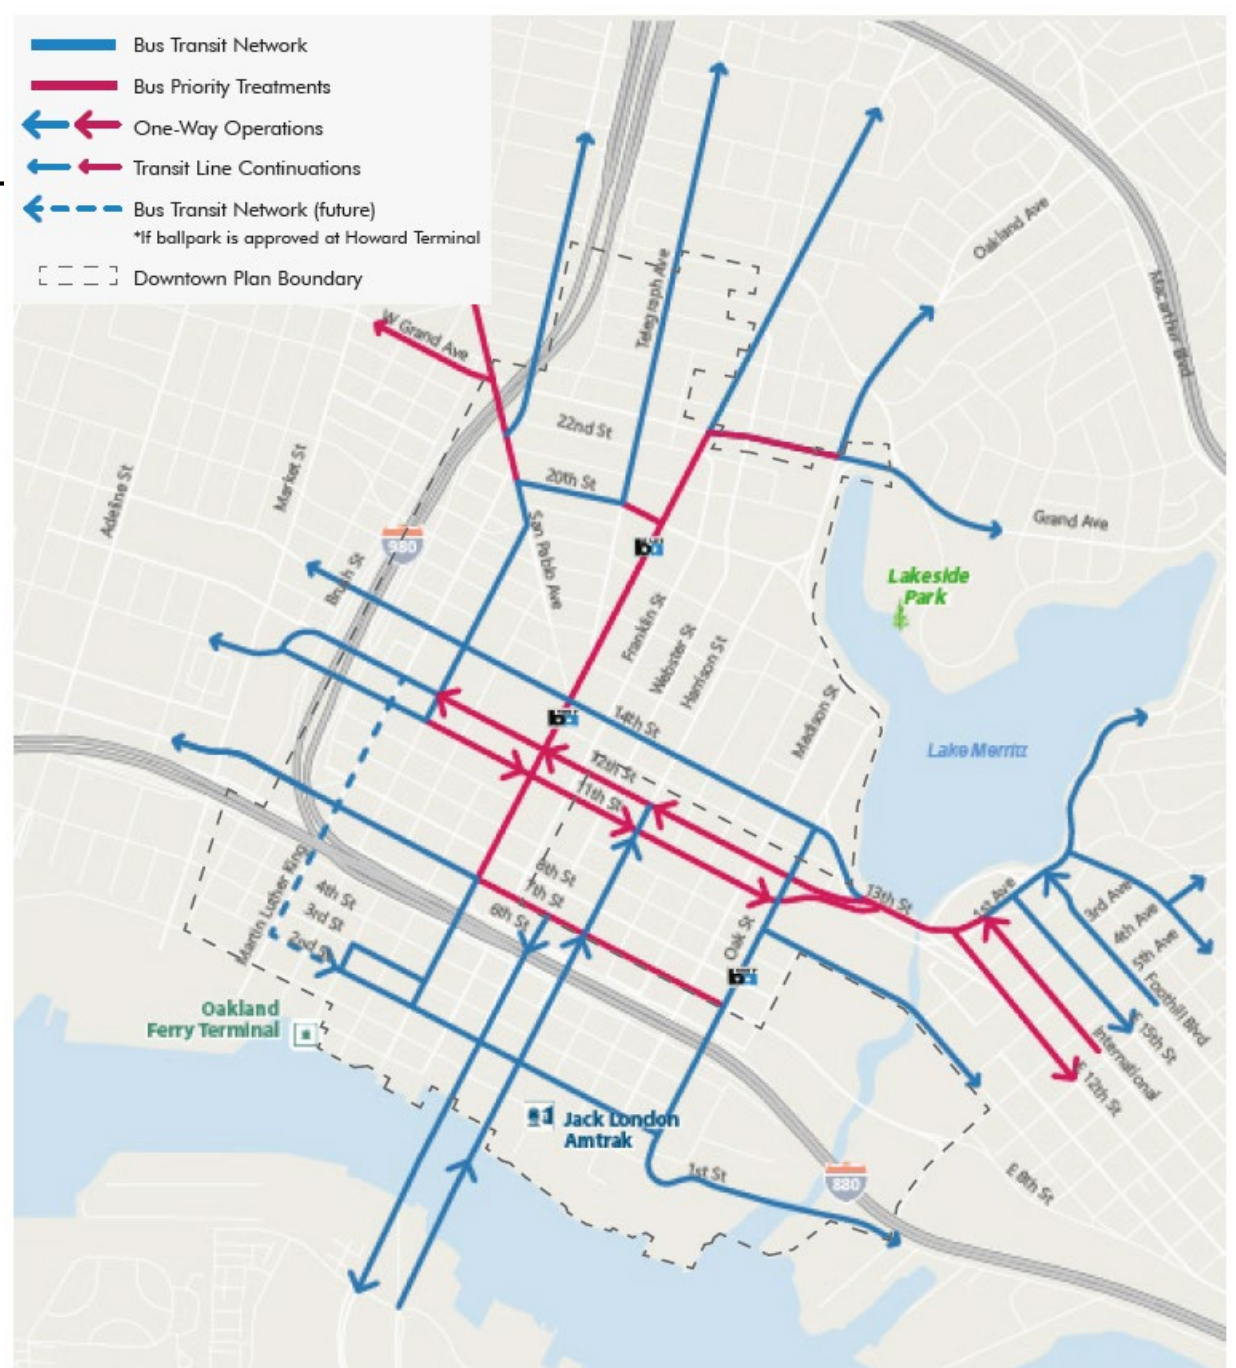 Bus Transit Network
Bus Priority Treatments
One-Way Operations
Transit Line Continuations
Bus Transit Network (future)
*If ballpark is approved at Howard Terminal
Downtown Plan Boundary
Oakland Ave
Telegraph Ave
Macarthur Blvd
W Grand Ave
22nd St
20th St
Market St
Adeline St
Grand Ave
980
San Pablo Ave
Brush St
Lakeside
Park
Franklin St
Webster St
Harrison St
14th St
Madison St
Lake Merritt
12th St
11th St
8th St
7th St
6th St
13th St
1st Ave
3rd Ave
4th Ave
5th Ave
Martin Luther King
4th St
3rd St
2nd St
Oak St
Foothill Blvd
E 15th St
International
E 12th St
Oakland
Ferry Terminal
Jack London
Amtrak
1st St
880
E 8th St